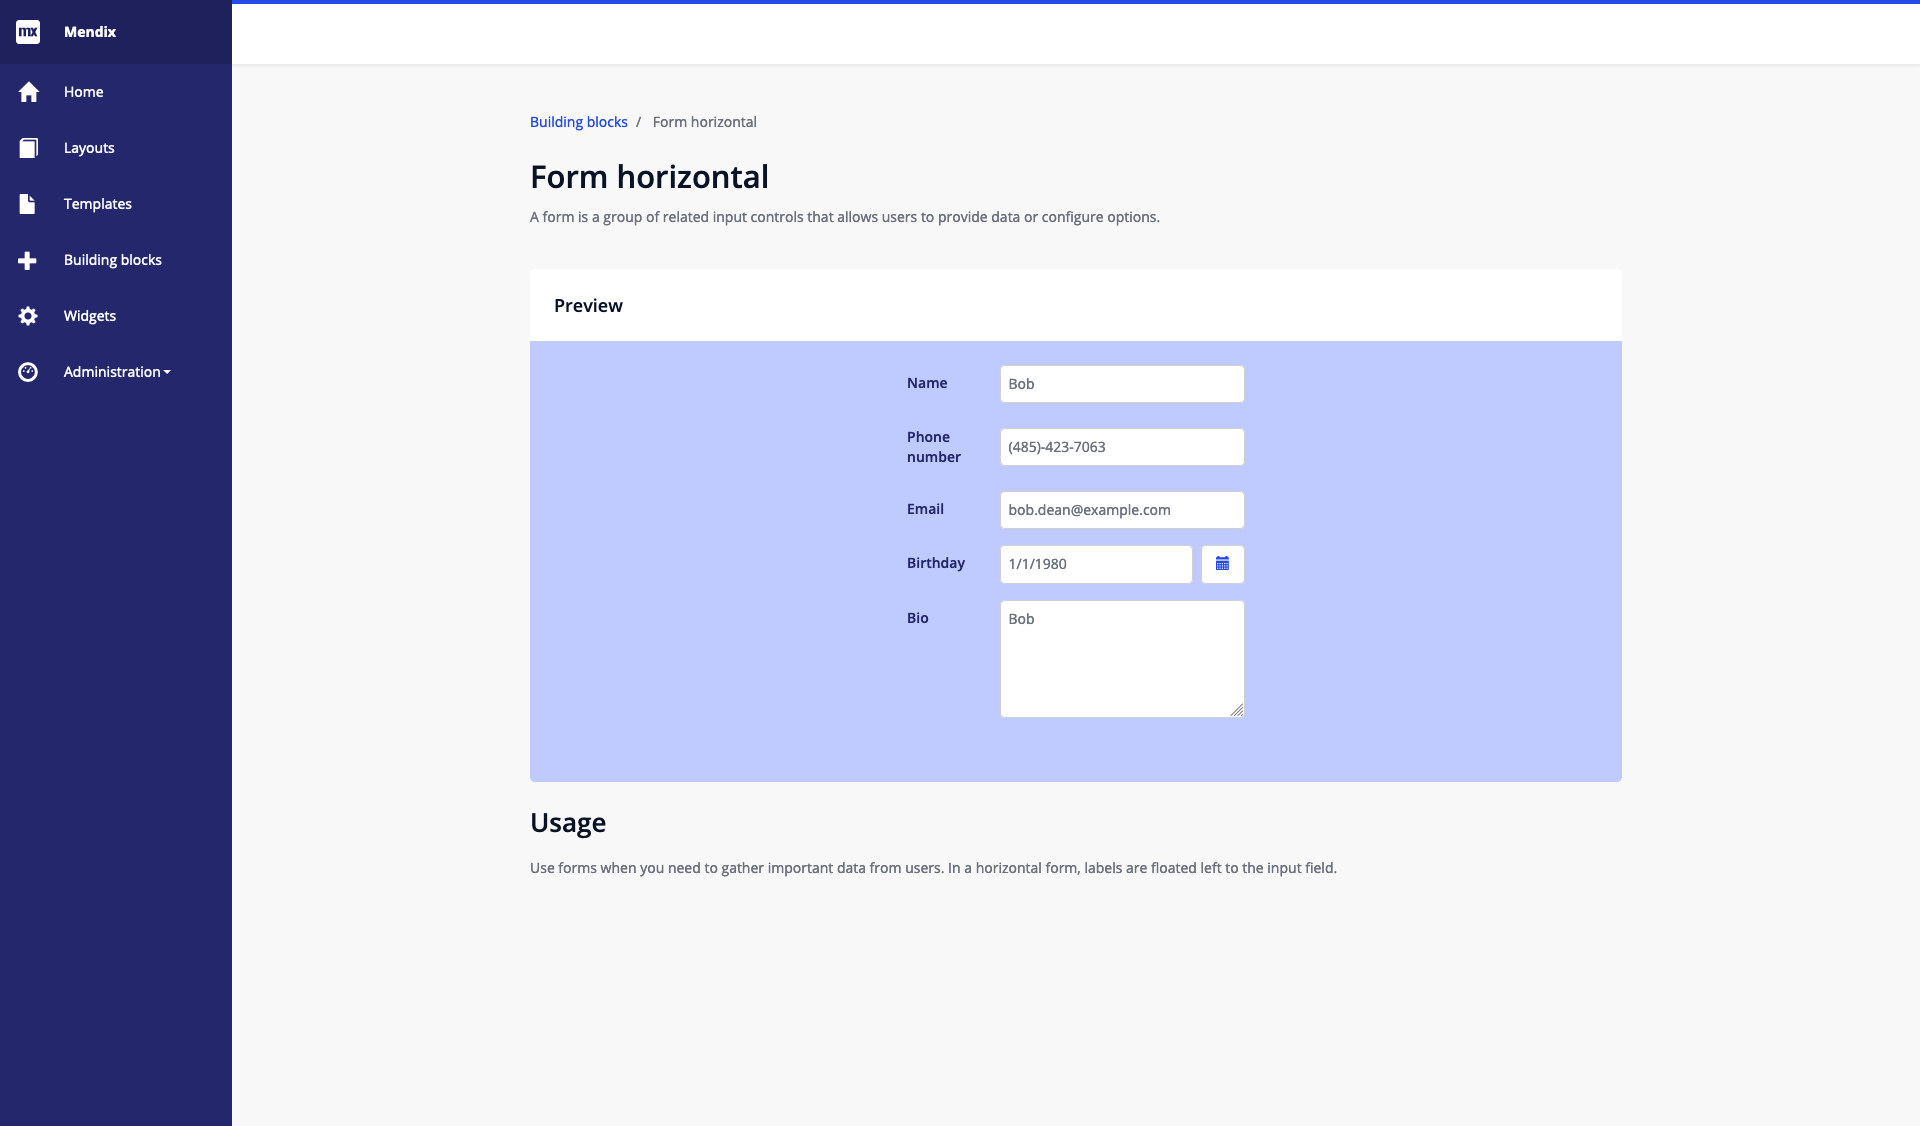 mx Mendix
Home
Layouts
Templates
Building blocks
Widgets
Administration
Building blocks / Form horizontal
Form horizontal
A form is a group of related input controls that allows users to provide data or configure options.
Preview
Name Bob
Phone
number
(485)-423-7063
Email bob.dean@example.com
Birthday 1/1/1980
Bio Bob
Usage
Use forms when you need to gather important data from users. In a horizontal form, labels are floated left to the input field.